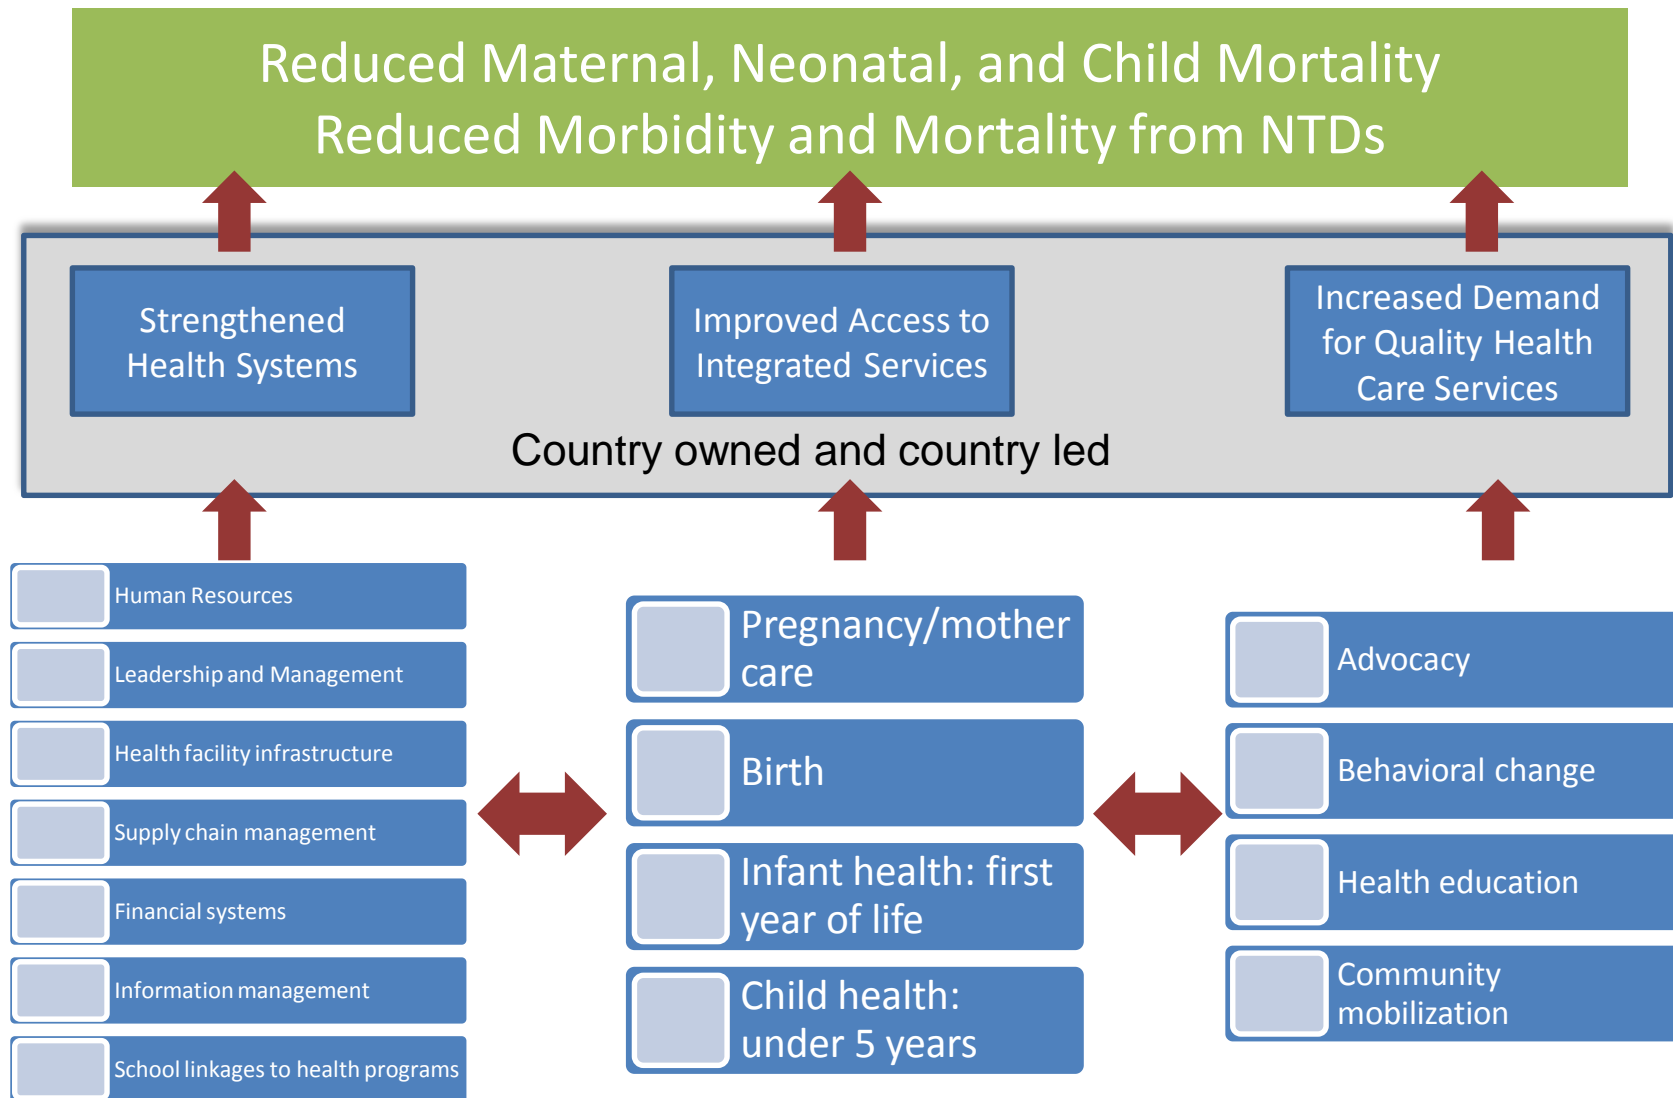 Reduced Maternal, Neonatal, and Child Mortality
Reduced Morbidity and Mortality from NTDs
Strengthened
Health Systems
Improved Access to
Integrated Services
Increased Demand
for Quality Health
Care Services
Country owned and country led
Human Resources
Leadership and Management
Health facility infrastructure
Supply chain management
Financial systems
Information management
School linkages to health programs
Pregnancy/mother
care
Birth
Infant health: first
year of life
Child health:
under 5 years
Advocacy
Behavioral change
Health education
Community
mobilization